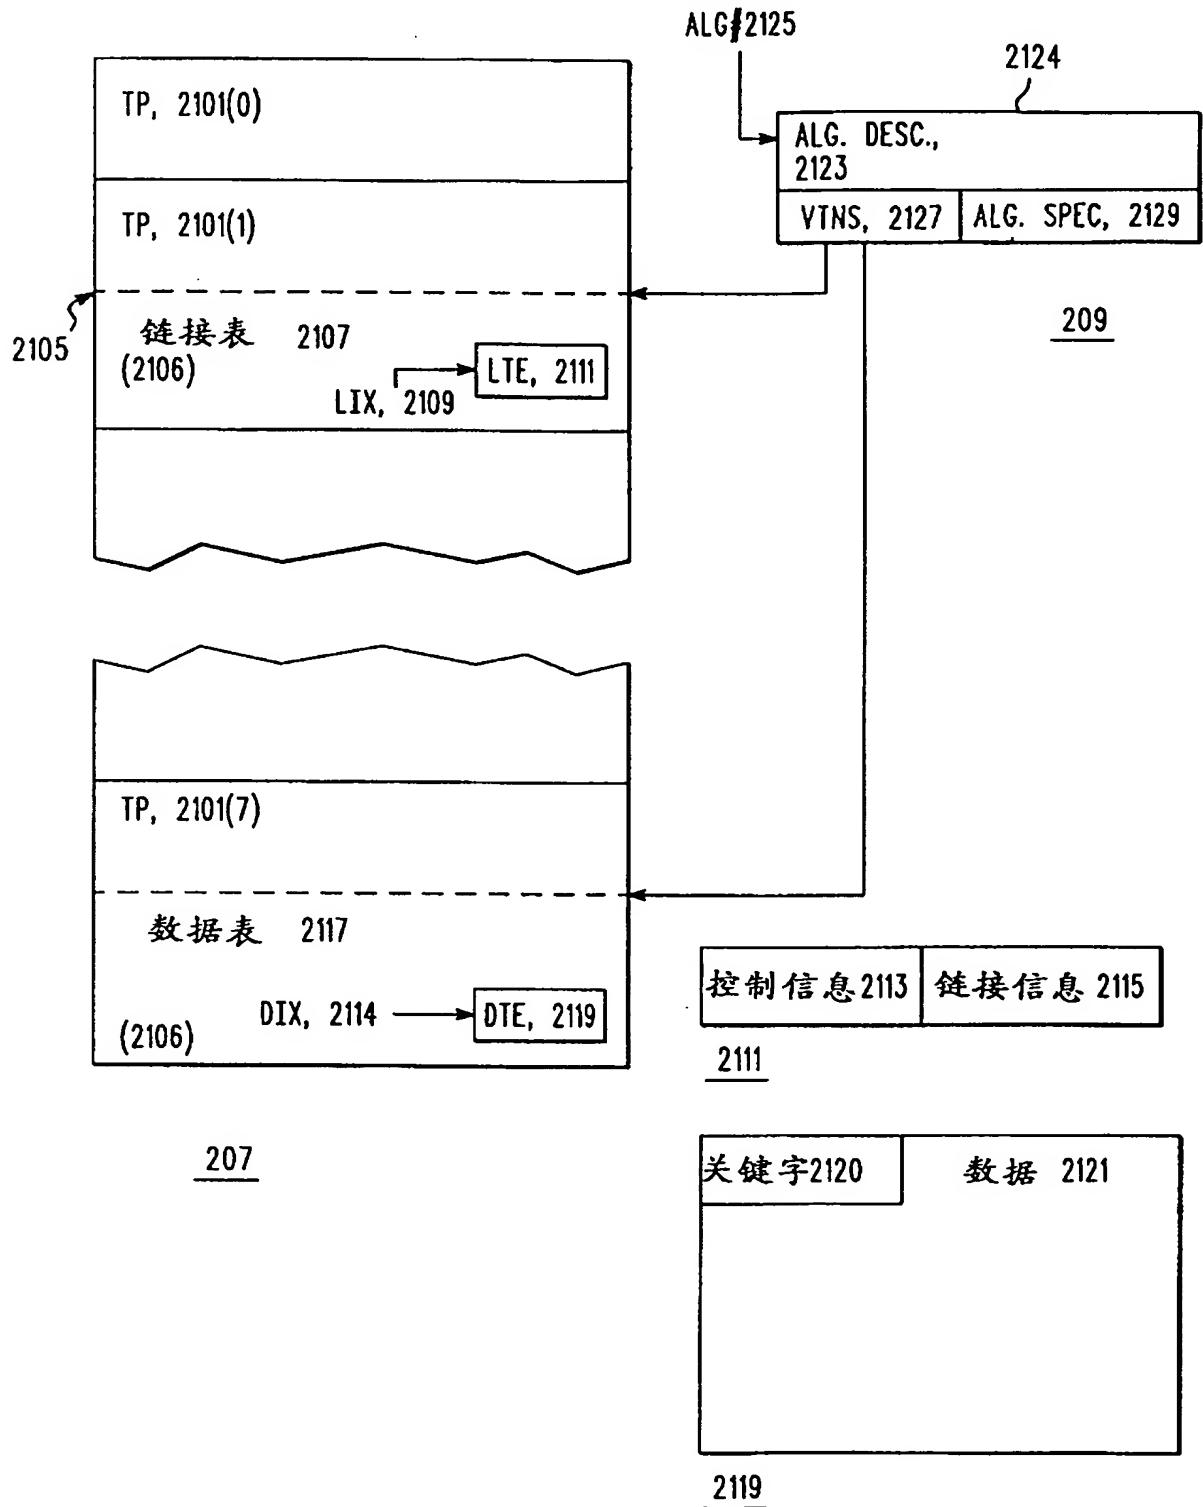 ALG#2125
2124
TP, 2101(0)
ALG. DESC.,
2123
TP, 2101(1)
VTNS, 2127
ALG. SPEC, 2129
209
2105
链接表 2107
(2106)
LTE, 2111
LIX, 2109
TP, 2101(7)
数据表 2117
DIX, 2114
DTE, 2119
(2106)
控制信息2113
链接信息 2115
2111
207
关键字2120
数据 2121
2119